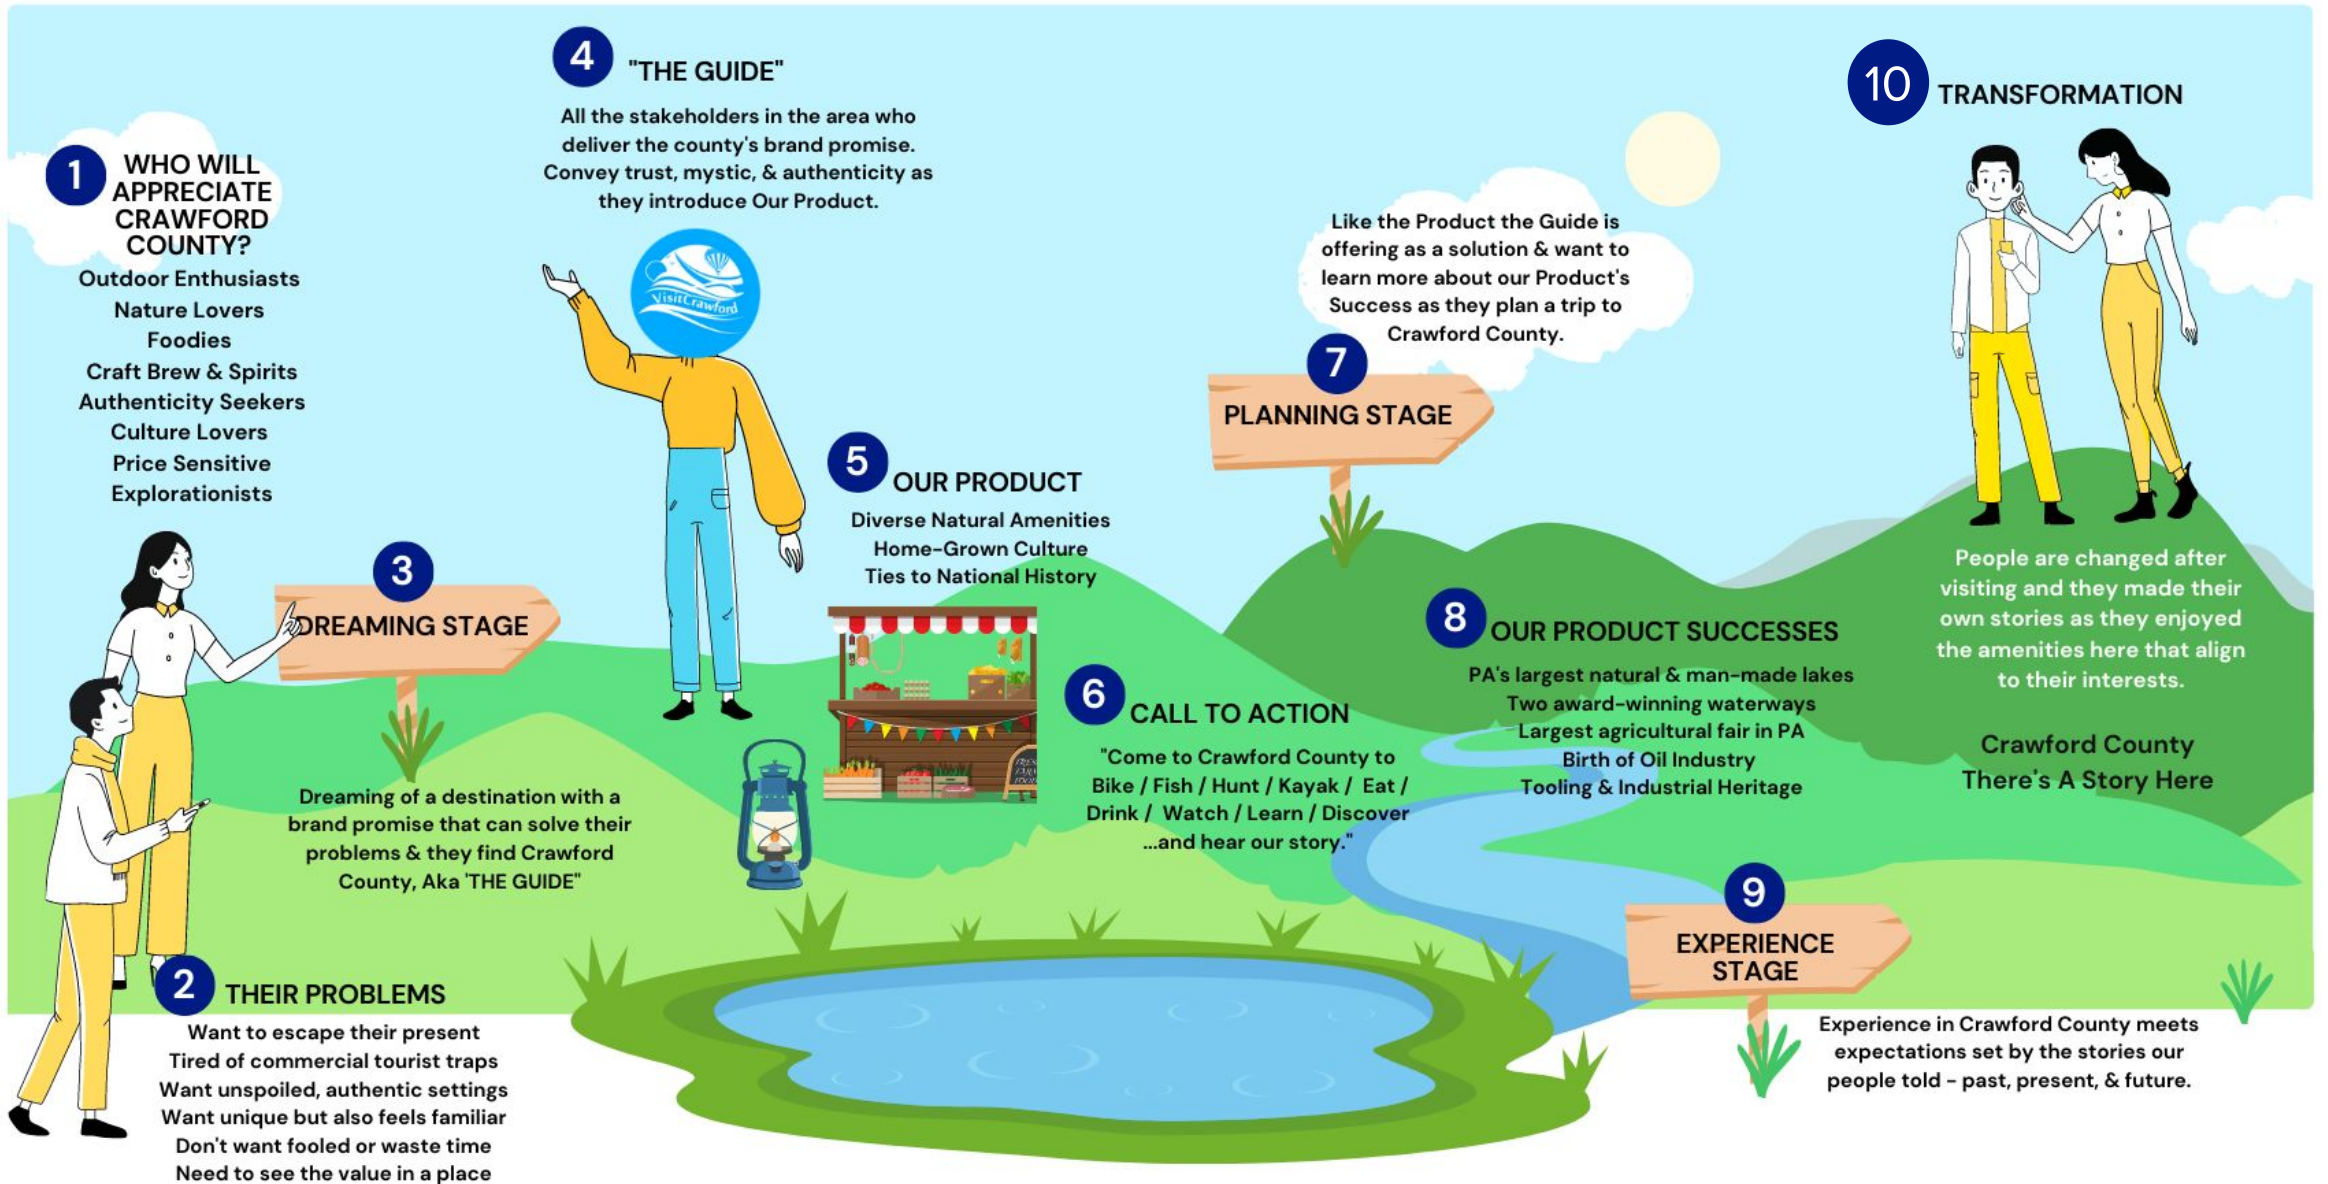 1
WHO WILL
APPRECIATE
CRAWFORD
COUNTY?
Outdoor Enthusiasts
Nature Lovers
Foodies
Craft Brew & Spirits
Authenticity Seekers
Culture Lovers
Price Sensitive
Explorationists
2
THEIR PROBLEMS
Want to escape their present
Tired of commercial tourist traps
Want unspoiled, authentic settings
Want unique but also feels familiar
Don't want fooled or waste time
Need to see the value in a place
3
DREAMING STAGE
Dreaming of a destination with a
brand promise that can solve their
problems & they find Crawford
County, Aka 'THE GUIDE"
4
"THE GUIDE"
All the stakeholders in the area who
deliver the county's brand promise.
Convey trust, mystic, & authenticity as
they introduce Our Product.
VisitCrawford
5
OUR PRODUCT
Diverse Natural Amenities
Home-Grown Culture
Ties to National History
6
CALL TO ACTION
"Come to Crawford County to
Bike / Fish / Hunt / Kayak / Eat /
Drink / Watch / Learn / Discover
...and hear our story."
7
PLANNING STAGE
Like the Product the Guide is
offering as a solution & want to
learn more about our Product's
Success as they plan a trip to
Crawford County.
8
OUR PRODUCT SUCCESSES
PA's largest natural & man-made lakes
Two award-winning waterways
Largest agricultural fair in PA
Birth of Oil Industry
Tooling & Industrial Heritage
9
EXPERIENCE
STAGE
Experience in Crawford County meets
expectations set by the stories our
people told - past, present, & future.
10
TRANSFORMATION
People are changed after
visiting and they made their
own stories as they enjoyed
the amenities here that align
to their interests.
Crawford County
There's A Story Here